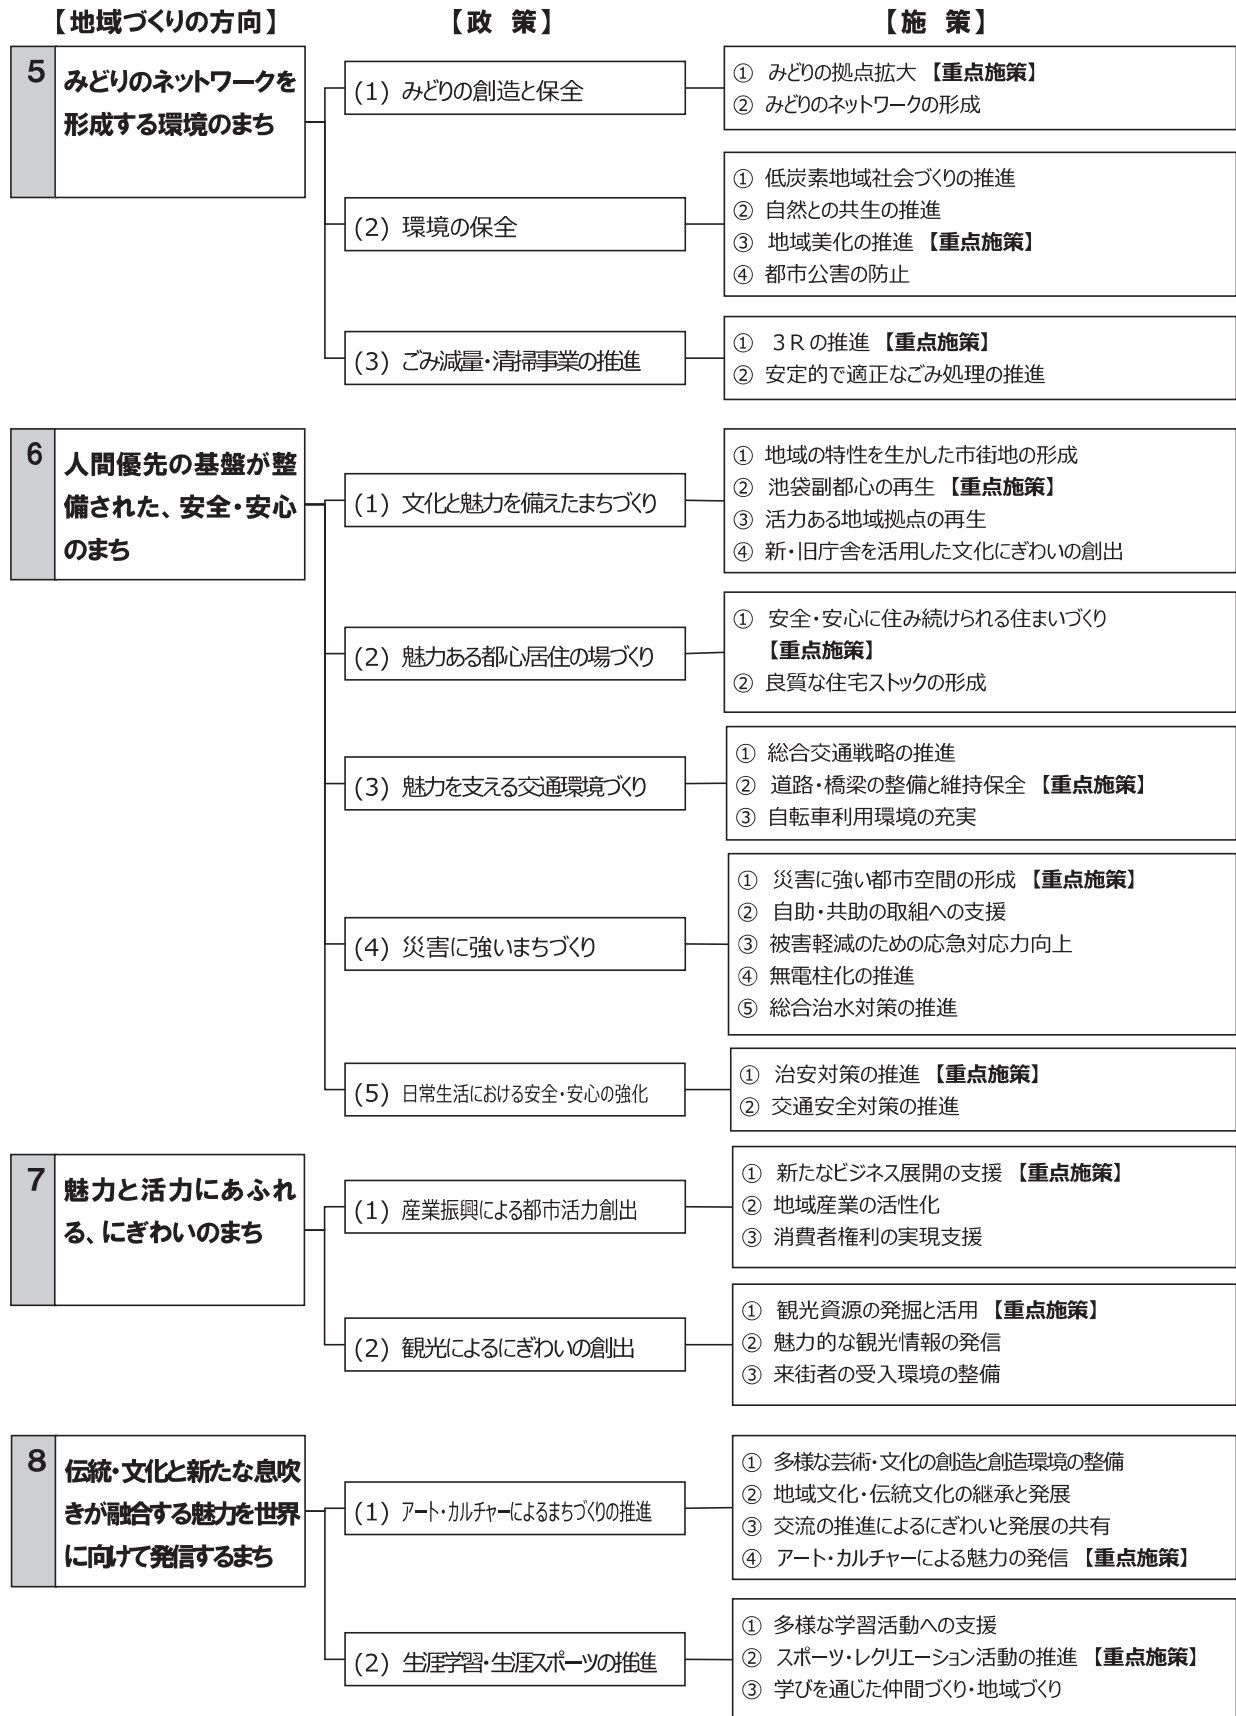 【地域づくりの方向】 【政 策】 【施 策】
5 みどりのネットワークを
形成する環境のまち
(1) みどりの創造と保全
① みどりの拠点拡大 【重点施策】
② みどりのネットワークの形成
(2) 環境の保全
① 低炭素地域社会づくりの推進
② 自然との共生の推進
③ 地域美化の推進 【重点施策】
④ 都市公害の防止
(3) ごみ減量・清掃事業の推進
① 3Rの推進 【重点施策】
② 安定的で適正なごみ処理の推進
6 人間優先の基盤が整
備された、安全・安心
のまち
(1) 文化と魅力を備えたまちづくり
① 地域の特性を生かした市街地の形成
② 池袋副都心の再生 【重点施策】
③ 活力ある地域拠点の再生
④ 新・旧庁舎を活用した文化にぎわいの創出
(2) 魅力ある都心居住の場づくり
① 安全・安心に住み続けられる住まいづくり
【重点施策】
② 良質な住宅ストックの形成
(3) 魅力を支える交通環境づくり
① 総合交通戦略の推進
② 道路・橋梁の整備と維持保全 【重点施策】
③ 自転車利用環境の充実
(4) 災害に強いまちづくり
① 災害に強い都市空間の形成 【重点施策】
② 自助・共助の取組への支援
③ 被害軽減のための応急対応力向上
④ 無電柱化の推進
⑤ 総合治水対策の推進
(5) 日常生活における安全・安心の強化
① 治安対策の推進 【重点施策】
② 交通安全対策の推進
7 魅力と活力にあふれ
る、にぎわいのまち
(1) 産業振興による都市活力創出
① 新たなビジネス展開の支援 【重点施策】
② 地域産業の活性化
③ 消費者権利の実現支援
(2) 観光によるにぎわいの創出
① 観光資源の発掘と活用 【重点施策】
② 魅力的な観光情報の発信
③ 来街者の受入環境の整備
8 伝統・文化と新たな息吹
きが融合する魅力を世界
に向けて発信するまち
(1) アート・カルチャーによるまちづくりの推進
① 多様な芸術・文化の創造と創造環境の整備
② 地域文化・伝統文化の継承と発展
③ 交流の推進によるにぎわいと発展の共有
④ アート・カルチャーによる魅力の発信 【重点施策】
(2) 生涯学習・生涯スポーツの推進
① 多様な学習活動への支援
② スポーツ・レクリエーション活動の推進 【重点施策】
③ 学びを通じた仲間づくり・地域づくり